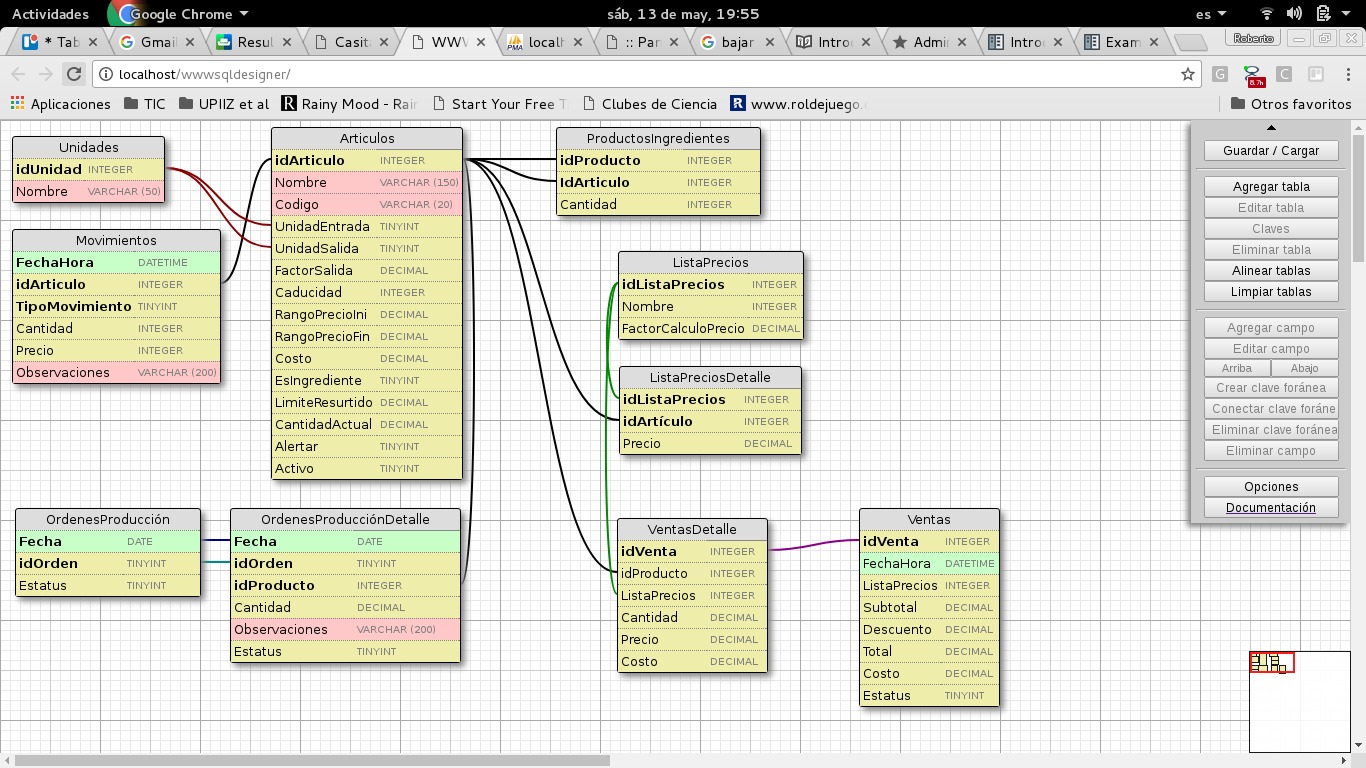 Actividades Google Chrome sáb, 13 de may, 19:55 es
* Tab Gmail Resul Casita WWW localh :: Par bajar Introd Admin Introd Exam Roberto
localhost/wwwsqldesigner/
8.7h
Aplicaciones TIC UPIIZ et al Rainy Mood - Rain Start Your Free T Clubes de Ciencia www.roldejuego.c Otros favoritos
Unidades
idUnidad INTEGER
Nombre VARCHAR (50)
Movimientos
FechaHora DATETIME
idArticulo INTEGER
TipoMovimiento TINYINT
Cantidad INTEGER
Precio INTEGER
Observaciones VARCHAR (200)
Articulos
idArticulo INTEGER
Nombre VARCHAR (150)
Codigo VARCHAR (20)
UnidadEntrada TINYINT
UnidadSalida TINYINT
FactorSalida DECIMAL
Caducidad INTEGER
RangoPrecioIni DECIMAL
RangoPrecioFin DECIMAL
Costo DECIMAL
EsIngrediente TINYINT
LimiteResurtido DECIMAL
CantidadActual DECIMAL
Alertar TINYINT
Activo TINYINT
ProductosIngredientes
idProducto INTEGER
IdArticulo INTEGER
Cantidad INTEGER
ListaPrecios
idListaPrecios INTEGER
Nombre INTEGER
FactorCalculoPrecio DECIMAL
ListaPreciosDetalle
idListaPrecios INTEGER
idArtículo INTEGER
Precio DECIMAL
OrdenesProducción
Fecha DATE
idOrden TINYINT
Estatus TINYINT
OrdenesProducciónDetalle
Fecha DATE
idOrden TINYINT
idProducto INTEGER
Cantidad DECIMAL
Observaciones VARCHAR (200)
Estatus TINYINT
VentasDetalle
idVenta INTEGER
idProducto INTEGER
ListaPrecios INTEGER
Cantidad DECIMAL
Precio DECIMAL
Costo DECIMAL
Ventas
idVenta INTEGER
FechaHora DATETIME
ListaPrecios INTEGER
Subtotal DECIMAL
Descuento DECIMAL
Total DECIMAL
Costo DECIMAL
Estatus TINYINT
Guardar / Cargar
Agregar tabla
Editar tabla
Claves
Eliminar tabla
Alinear tablas
Limpiar tablas
Agregar campo
Editar campo
Arriba Abajo
Crear clave foránea
Conectar clave foráne
Eliminar clave foránea
Eliminar campo
Opciones
Documentación